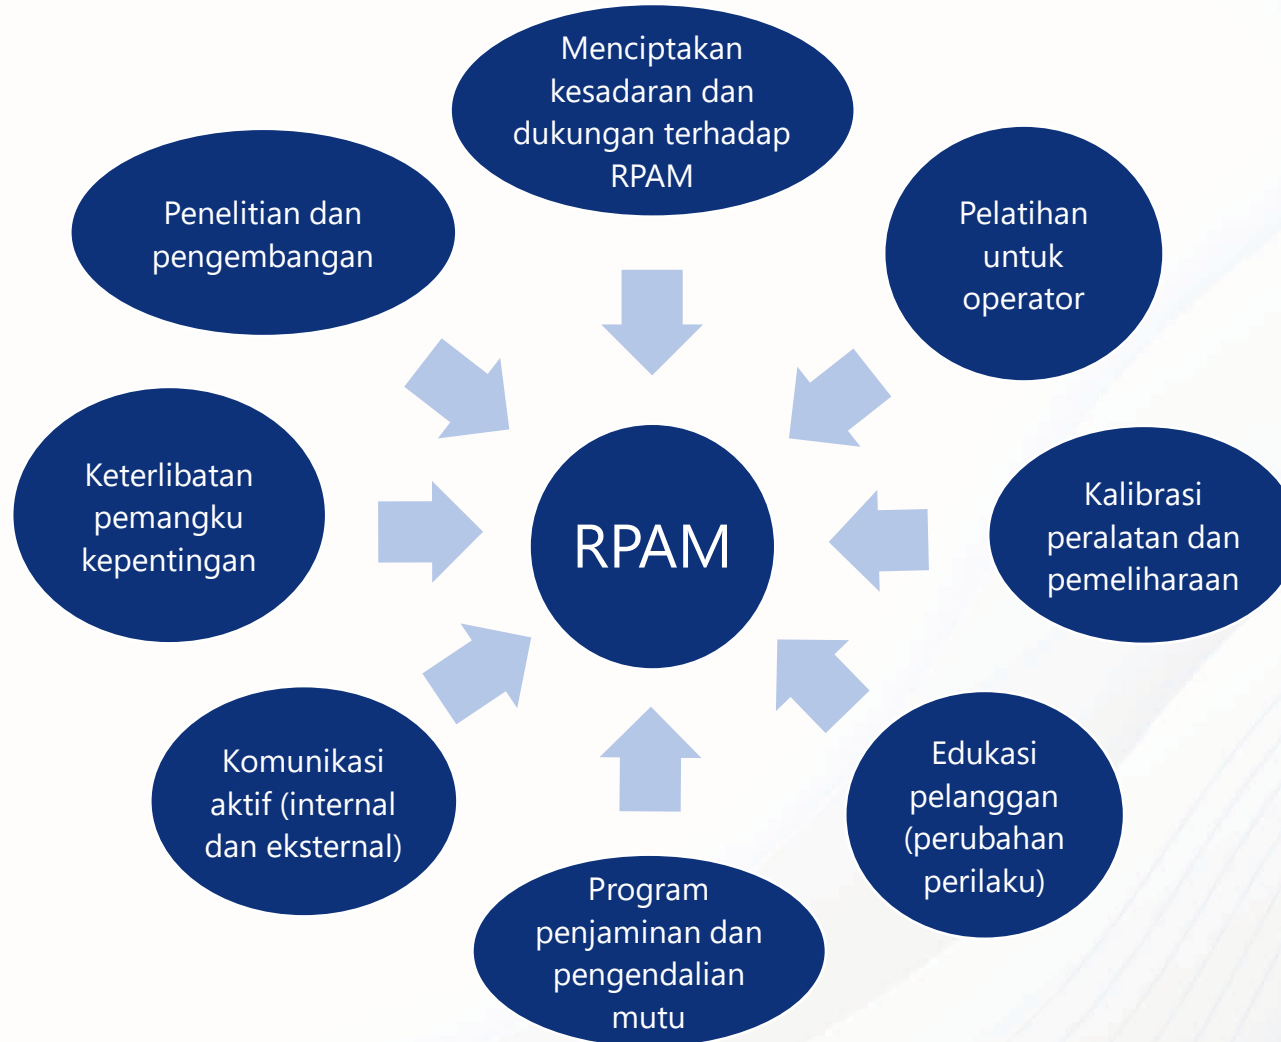 Menciptakan
kesadaran dan
dukungan terhadap
RPAM
Pelatihan
untuk
operator
Kalibrasi
peralatan dan
pemeliharaan
Edukasi
pelanggan
(perubahan
perilaku)
Program
penjaminan dan
pengendalian
mutu
Komunikasi
aktif (internal
dan eksternal)
Keterlibatan
pemangku
kepentingan
Penelitian dan
pengembangan
RPAM